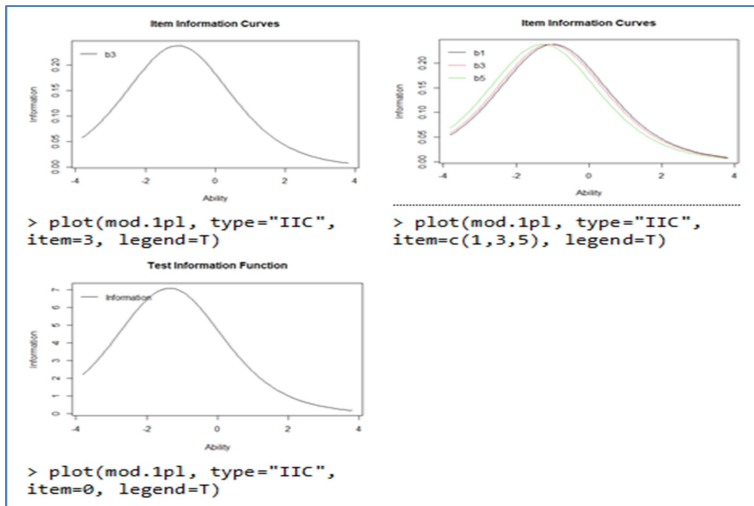 Item Information Curves
b3
Information
0.00 0.05 0.10 0.15 0.20
-4 -2 0 2 4
Ability
> plot(mod.1pl, type="IIC",
item=3, legend=T)
Item Information Curves
b1
b3
b5
Information
0.00 0.05 0.10 0.15 0.20
-4 -2 0 2 4
Ability
> plot(mod.1pl, type="IIC",
item=c(1,3,5), legend=T)
Test Information Function
Information
Information
0 1 2 3 4 5 6 7
-4 -2 0 2 4
Ability
> plot(mod.1pl, type="IIC",
item=0, legend=T)